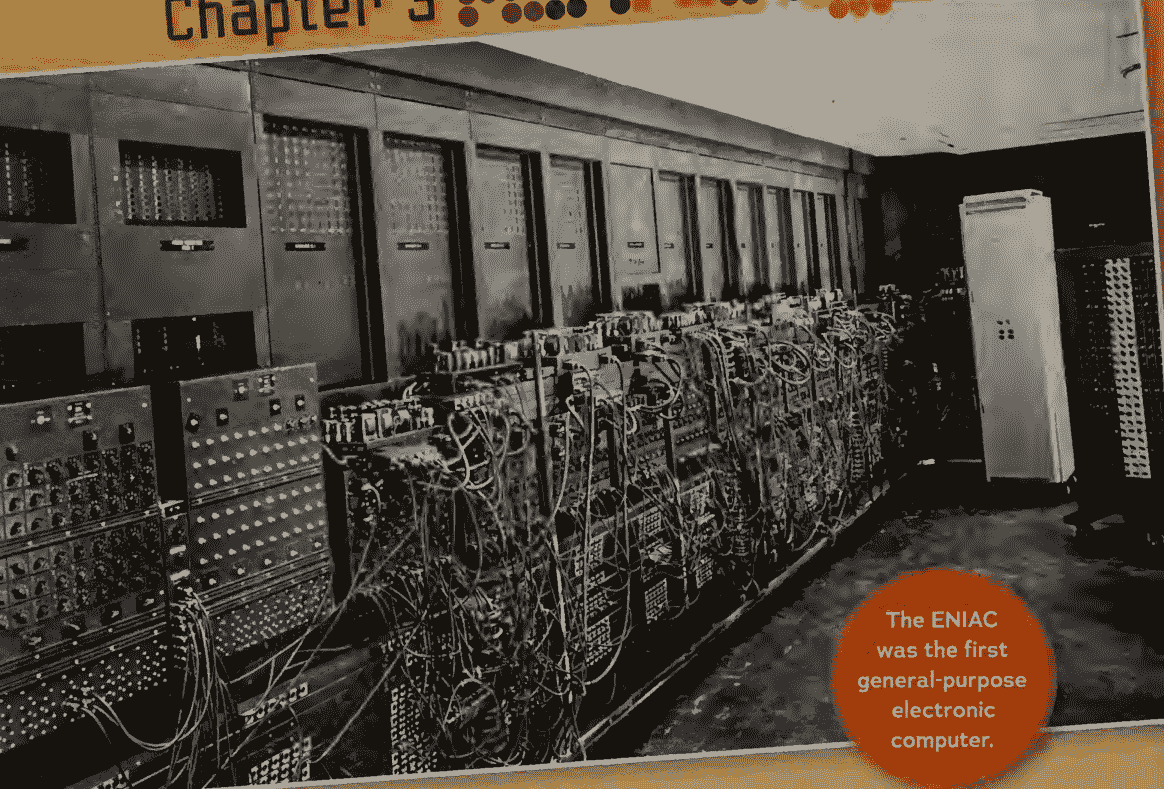 Chapter 3
The ENIAC
was the first
general-purpose
electronic
computer.